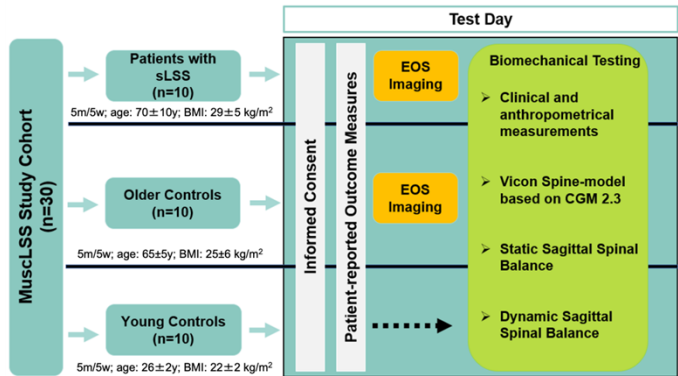 Test Day
MuscLSS Study Cohort
(n=30)
Patients with
sLSS
(n=10)
5m/5w; age: 70±10y; BMI: 29±5 kg/m²
Older Controls
(n=10)
5m/5w; age: 65±5y; BMI: 25±6 kg/m²
Young Controls
(n=10)
5m/5w; age: 26±2y; BMI: 22±2 kg/m²
Informed Consent
Patient-reported Outcome Measures
EOS
Imaging
EOS
Imaging
Biomechanical Testing
➢ Clinical and
anthropometrical
measurements
➢ Vicon Spine-model
based on CGM 2.3
➢ Static Sagittal Spinal
Balance
➢ Dynamic Sagittal
Spinal Balance